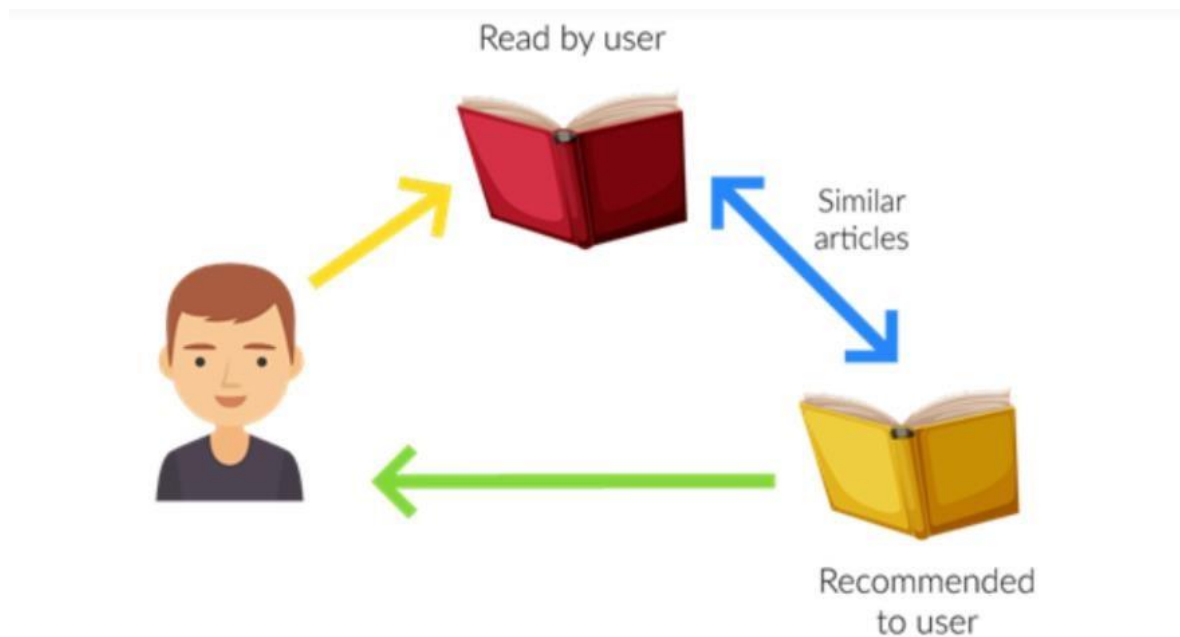 Read by user
Similar
articles
Recommended
to user